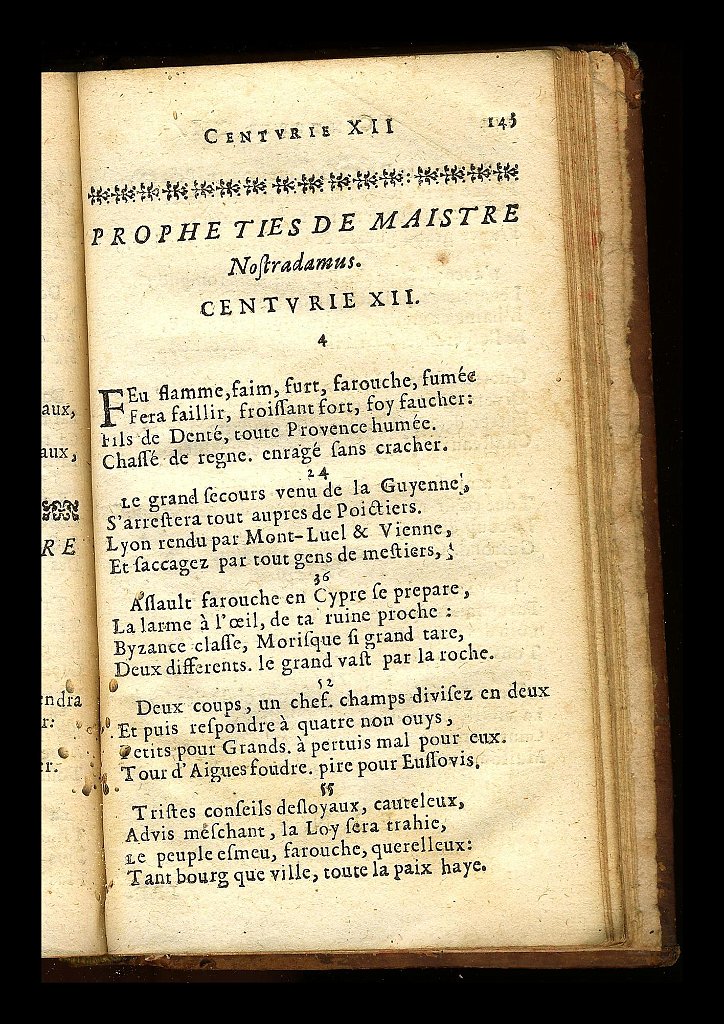 CENTVRIE XII 145
PROPHETIES DE MAISTRE
Noſtradamus.
CENTVRIE XII.
4
FEu flamme, faim, furt, farouche, fumée
Fera faillir, froiſſant fort, foy faucher:
Fils de Denté, toute Provence humée.
Chaſſé de regne. enragé ſans cracher.
24
Le grand ſecours venu de la Guyenne,
S'arreſtera tout aupres de Poictiers.
Lyon rendu par Mont-Luel & Vienne,
Et ſaccagez par tout gens de meſtiers,
36
Aſſault farouche en Cypre ſe prepare,
La larme à l'œil, de ta ruine proche:
Byzance claſſe, Moriſque ſi grand tare,
Deux differents. le grand vaſt par la roche.
52
Deux coups, un chef. champs diviſez en deux
Et puis reſpondre à quatre non ouys,
Petits pour Grands. à pertuis mal pour eux.
Tour d'Aigues foudre. pire pour Euſſovis.
55
Triſtes conſeils deſloyaux, cauteleux,
Advis meſchant, la Loy ſera trahie,
Le peuple eſmeu, farouche, querelleux:
Tant bourg que ville, toute la paix haye.
aux,
aux,
RE
endra
r:
er.